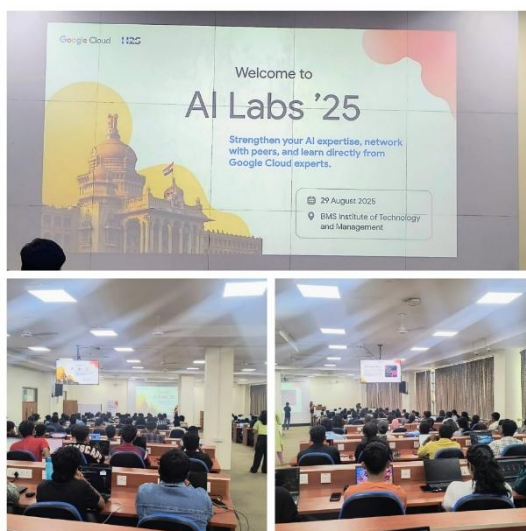 Google Cloud H2S
Welcome to
AI Labs '25
Strengthen your AI expertise, network
with peers, and learn directly from
Google Cloud experts.
29 August 2025
BMS Institute of Technology
and Management